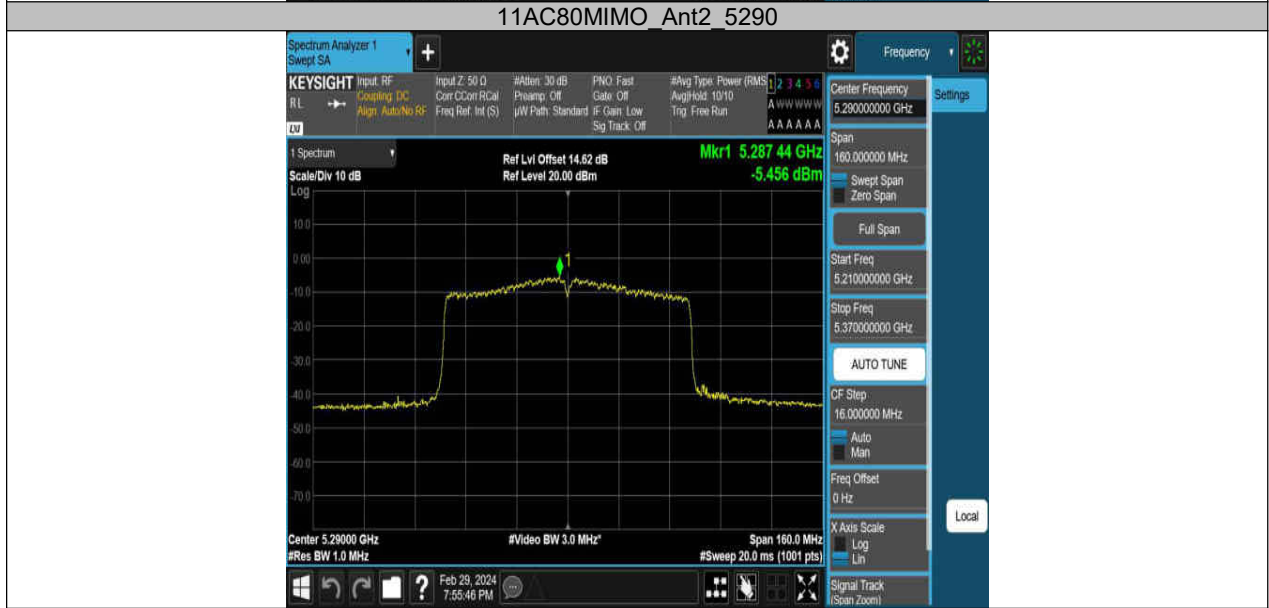 11AC80MIMO_Ant2_5290
Spectrum Analyzer 1
Swept SA
Frequency
KEYSIGHT
RL
LXI
Input: RF
Coupling: DC
Align: Auto/No RF
Input Z: 50 Ω
Corr CCorr RCal
Freq Ref: Int (S)
#Atten: 30 dB
Preamp: Off
µW Path: Standard
PNO: Fast
Gate: Off
IF Gain: Low
Sig Track: Off
#Avg Type: Power (RMS
Avg|Hold: 10/10
Trig: Free Run
1 2 3 4 5 6
A W W W W W
A A A A A A
Center Frequency
5.290000000 GHz
Settings
1 Spectrum
Scale/Div 10 dB
Ref Lvl Offset 14.62 dB
Ref Level 20.00 dBm
Mkr1 5.287 44 GHz
-5.456 dBm
Log
10.0
0.00
-10.0
-20.0
-30.0
-40.0
-50.0
-60.0
-70.0
1
Span
160.000000 MHz
Swept Span
Zero Span
Full Span
Start Freq
5.210000000 GHz
Stop Freq
5.370000000 GHz
AUTO TUNE
CF Step
16.000000 MHz
Auto
Man
Freq Offset
0 Hz
X Axis Scale
Log
Lin
Signal Track
(Span Zoom)
Local
Center 5.29000 GHz
#Video BW 3.0 MHz*
Span 160.0 MHz
#Res BW 1.0 MHz
#Sweep 20.0 ms (1001 pts)
?
Feb 29, 2024
7:55:46 PM